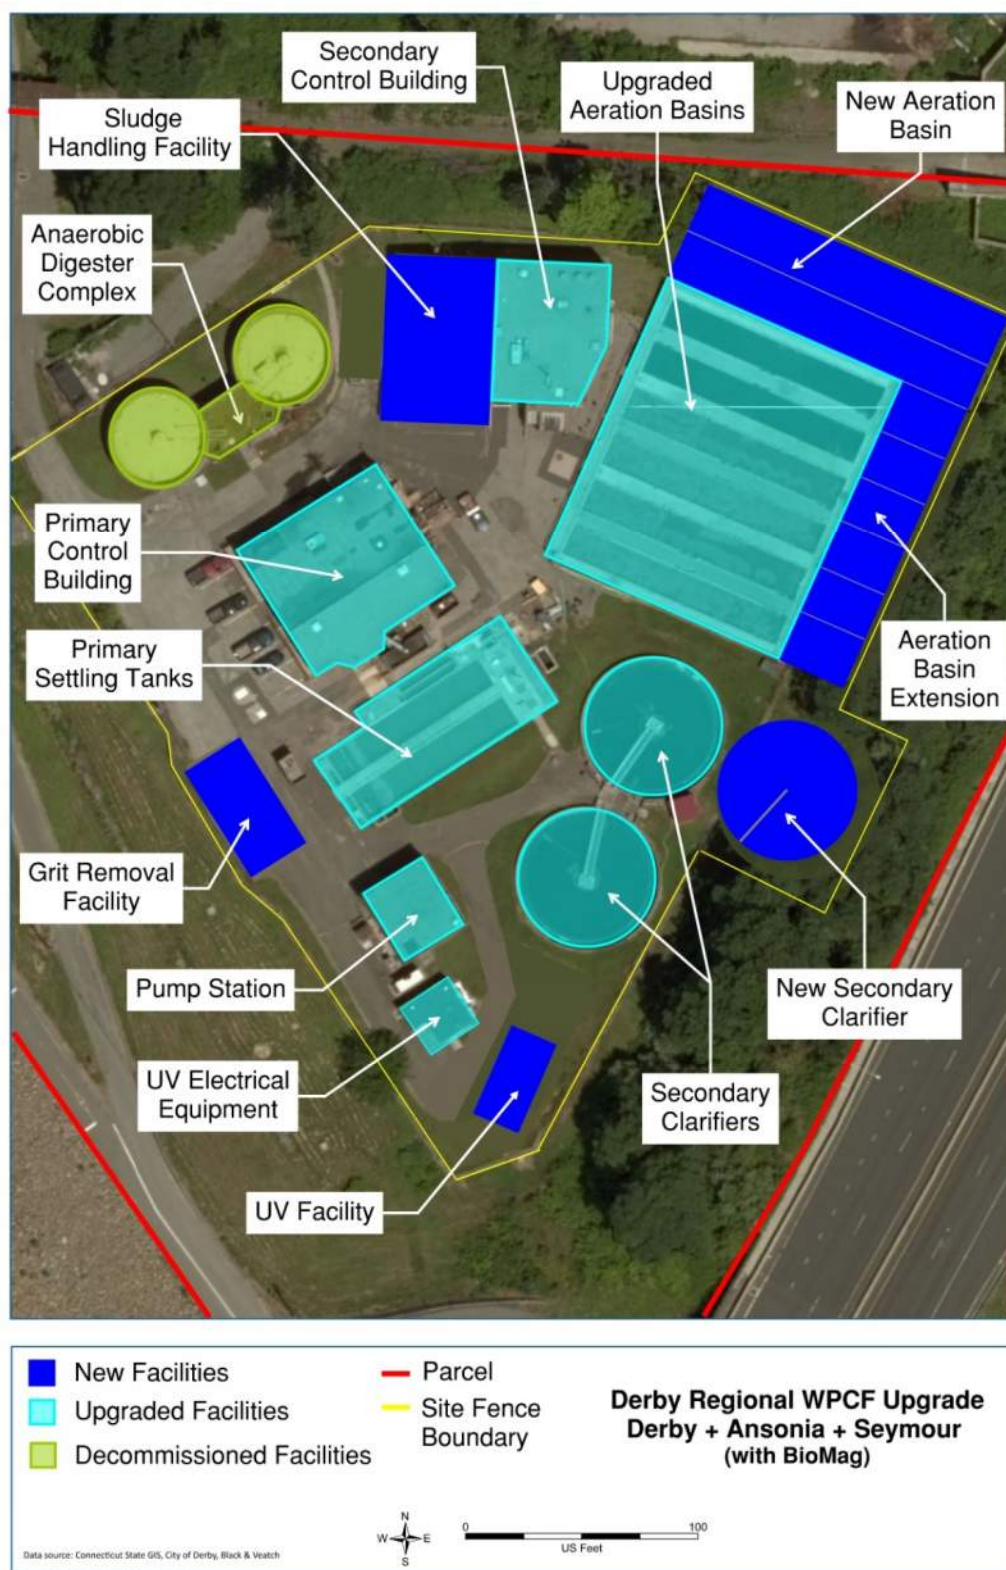 Secondary
Control Building
Upgraded
Aeration Basins
New Aeration
Basin
Sludge
Handling Facility
Anaerobic
Digester
Complex
Primary
Control
Building
Primary
Settling Tanks
Aeration
Basin
Extension
Grit Removal
Facility
Pump Station
New Secondary
Clarifier
UV Electrical
Equipment
Secondary
Clarifiers
UV Facility
New Facilities
Upgraded Facilities
Decommissioned Facilities
Parcel
Site Fence
Boundary
Derby Regional WPCF Upgrade
Derby + Ansonia + Seymour
(with BioMag)
N
W E
S
0 100
US Feet
Data source: Connecticut State GIS, City of Derby, Black & Veatch